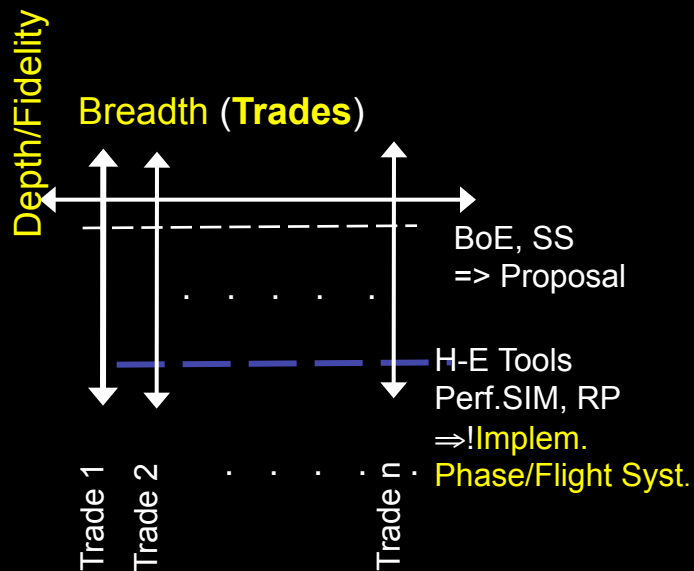 Depth/Fidelity
Breadth (Trades)
BoE, SS
=> Proposal
. . . . .
H-E Tools
Perf.SIM, RP
⇒!Implem.
Phase/Flight Syst.
. . . . . .
Trade 1
Trade 2
Trade n